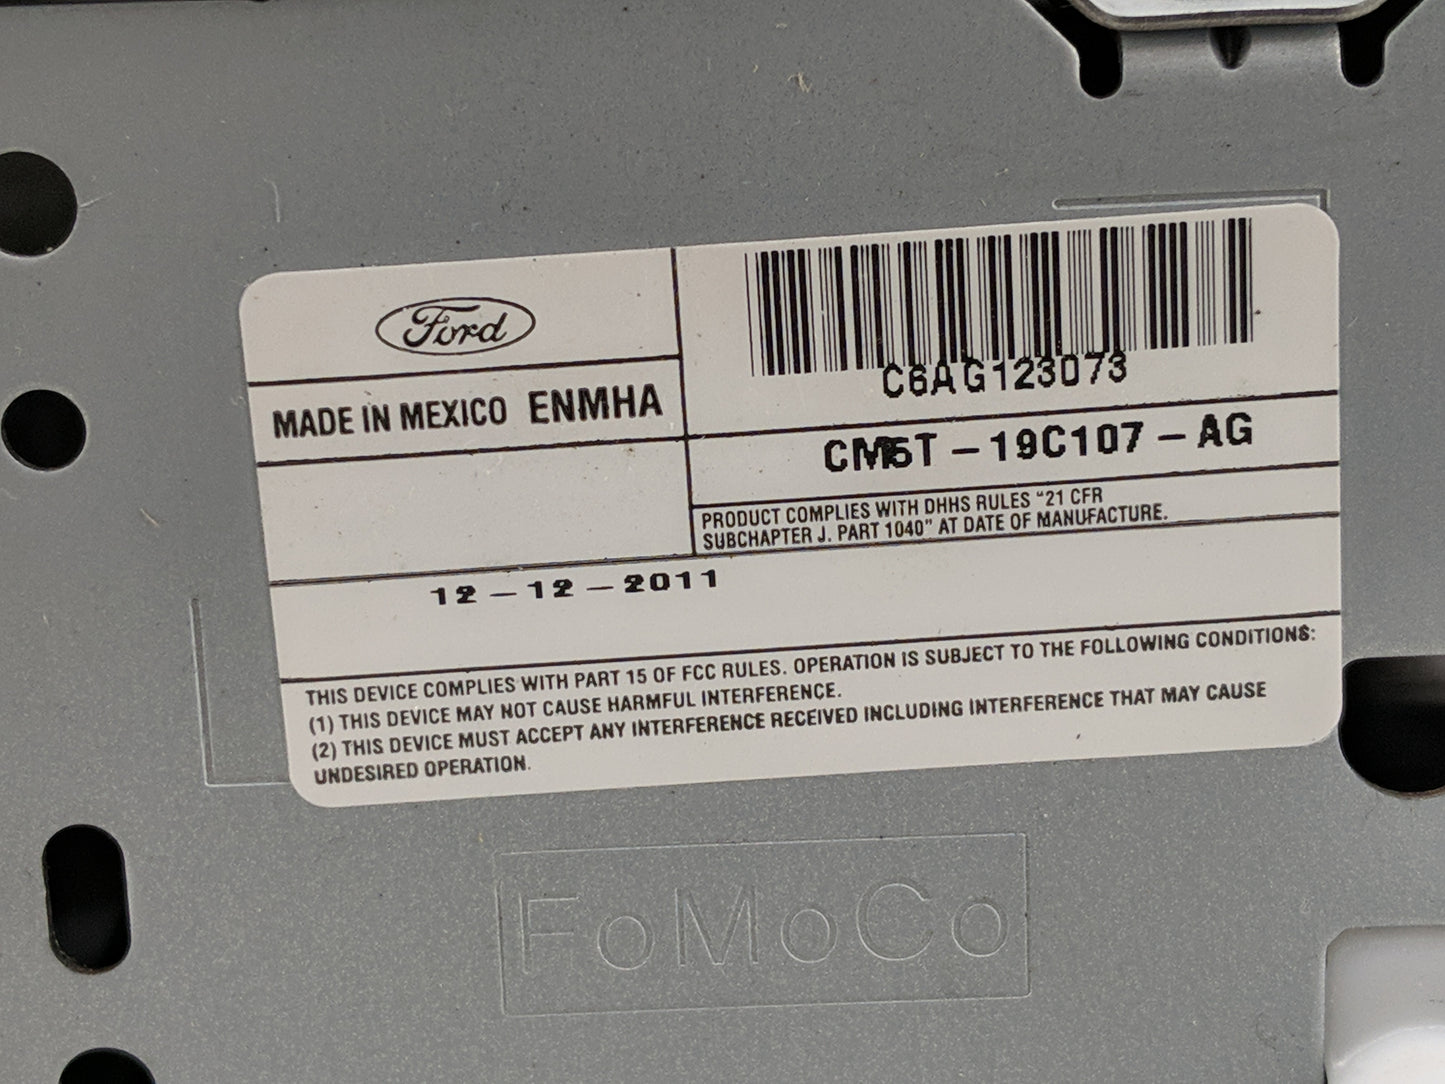 Ford
MADE IN MEXICO ENMHA
C6AG123073
CM5T-19C107-AG
PRODUCT COMPLIES WITH DHHS RULES "21 CFR
SUBCHAPTER J. PART 1040" AT DATE OF MANUFACTURE.
12-12-2011
THIS DEVICE COMPLIES WITH PART 15 OF FCC RULES. OPERATION IS SUBJECT TO THE FOLLOWING CONDITIONS:
(1) THIS DEVICE MAY NOT CAUSE HARMFUL INTERFERENCE.
(2) THIS DEVICE MUST ACCEPT ANY INTERFERENCE RECEIVED INCLUDING INTERFERENCE THAT MAY CAUSE
UNDESIRED OPERATION.
FoMoCo